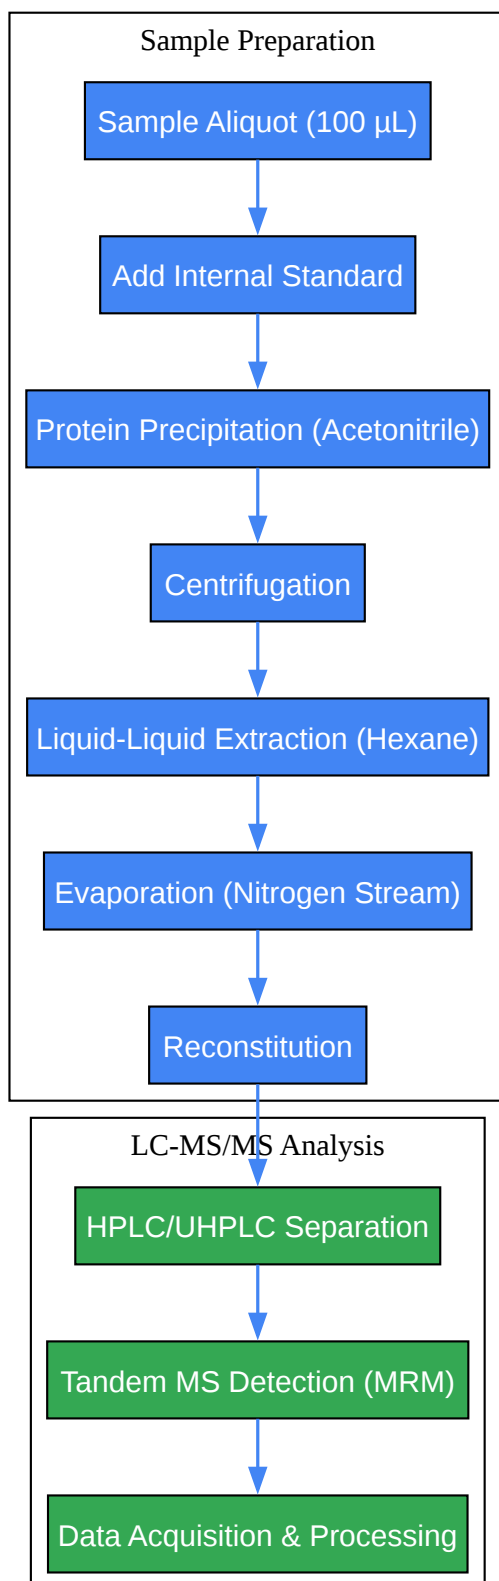 Sample Preparation
Sample Aliquot (100 µL)
Add Internal Standard
Protein Precipitation (Acetonitrile)
Centrifugation
Liquid-Liquid Extraction (Hexane)
Evaporation (Nitrogen Stream)
Reconstitution
LC-MS/MS Analysis
HPLC/UHPLC Separation
Tandem MS Detection (MRM)
Data Acquisition & Processing